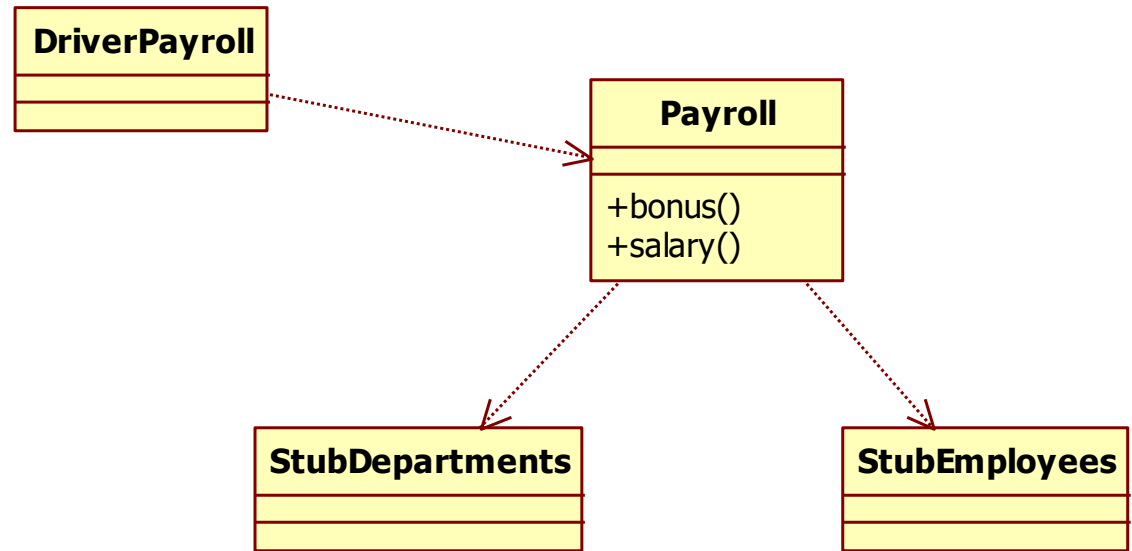 DriverPayroll
Payroll
+bonus()
+salary()
StubDepartments
StubEmployees